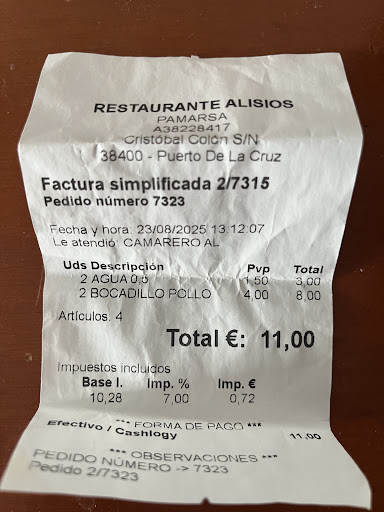 RESTAURANTE ALISIOS
PAMARSA
A38228417
Cristóbal Colón S/N
38400 - Puerto De La Cruz
Factura simplificada 2/7315
Pedido número 7323
Fecha y hora: 23/08/2025 13:12:07
Le atendió: CAMARERO AL
Uds Descripción Pvp Total
2 AGUA 0,5 1,50 3,00
2 BOCADILLO POLLO 4,00 8,00
Artículos: 4
Total €: 11,00
Impuestos incluidos
Base I. Imp. % Imp. €
10,28 7,00 0,72
*** FORMA DE PAGO ***
Efectivo / Cashlogy 11,00
*** OBSERVACIONES ***
PEDIDO NÚMERO -> 7323
Pedido 2/7323